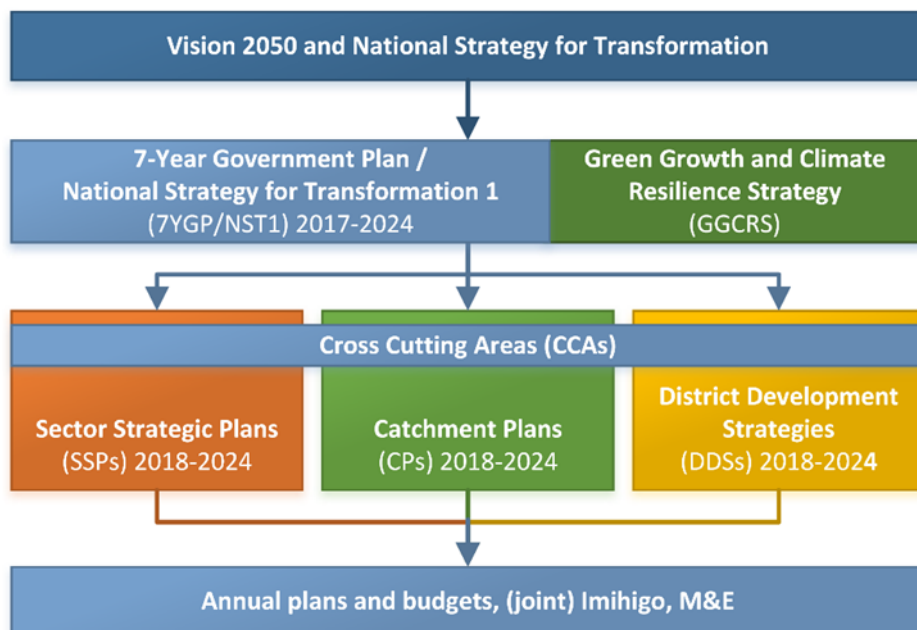 Vision 2050 and National Strategy for Transformation
7-Year Government Plan /
National Strategy for Transformation 1
(7YGP/NST1) 2017-2024
Green Growth and Climate
Resilience Strategy
(GGCRS)
Cross Cutting Areas (CCAs)
Sector Strategic Plans
(SSPs) 2018-2024
Catchment Plans
(CPs) 2018-2024
District Development
Strategies
(DDSs) 2018-2024
Annual plans and budgets, (joint) Imihigo, M&E